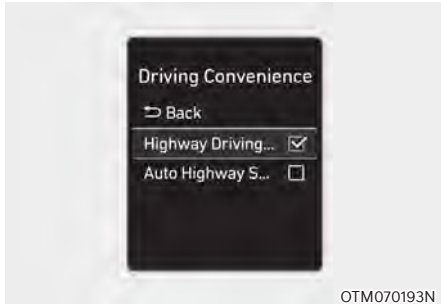 Driving Convenience
⮌ Back
Highway Driving...
Auto Highway S...
OTM070193N